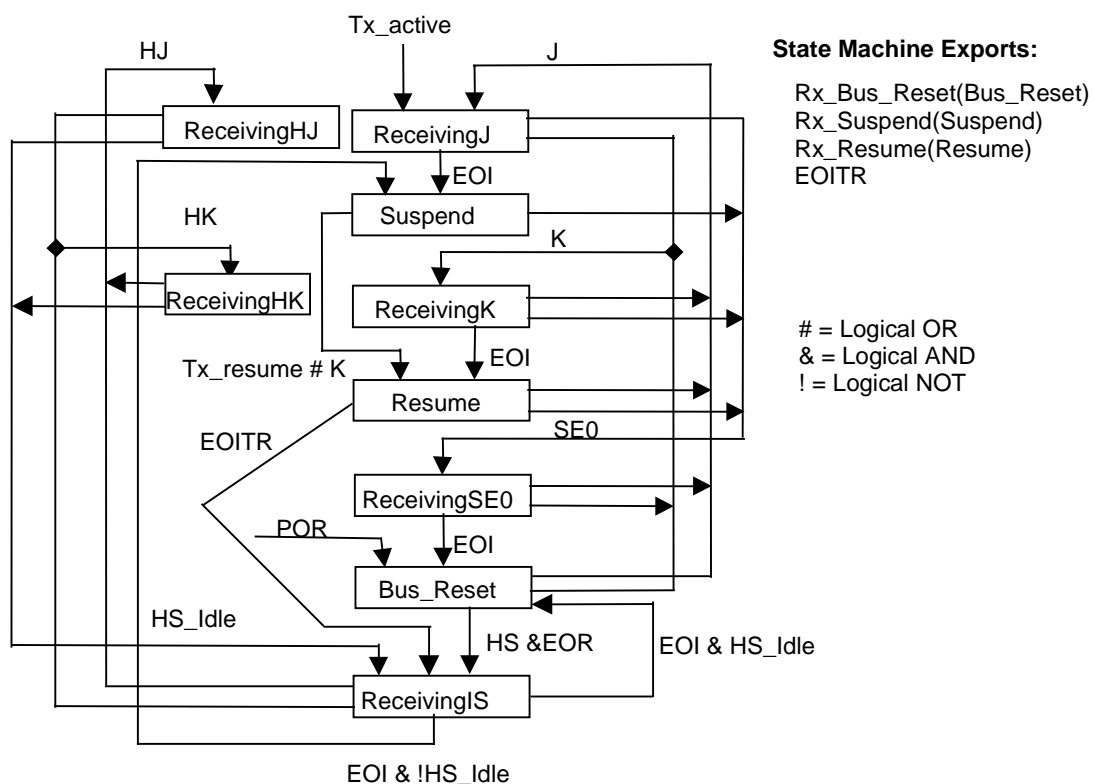 Tx_active
HJ
J
State Machine Exports:
Rx_Bus_Reset(Bus_Reset)
Rx_Suspend(Suspend)
Rx_Resume(Resume)
EOITR
ReceivingHJ
ReceivingJ
EOI
Suspend
HK
K
ReceivingHK
ReceivingK
# = Logical OR
& = Logical AND
! = Logical NOT
EOI
Tx_resume # K
Resume
SE0
EOITR
ReceivingSE0
POR
EOI
Bus_Reset
HS_Idle
HS &EOR
EOI & HS_Idle
ReceivingIS
EOI & !HS_Idle